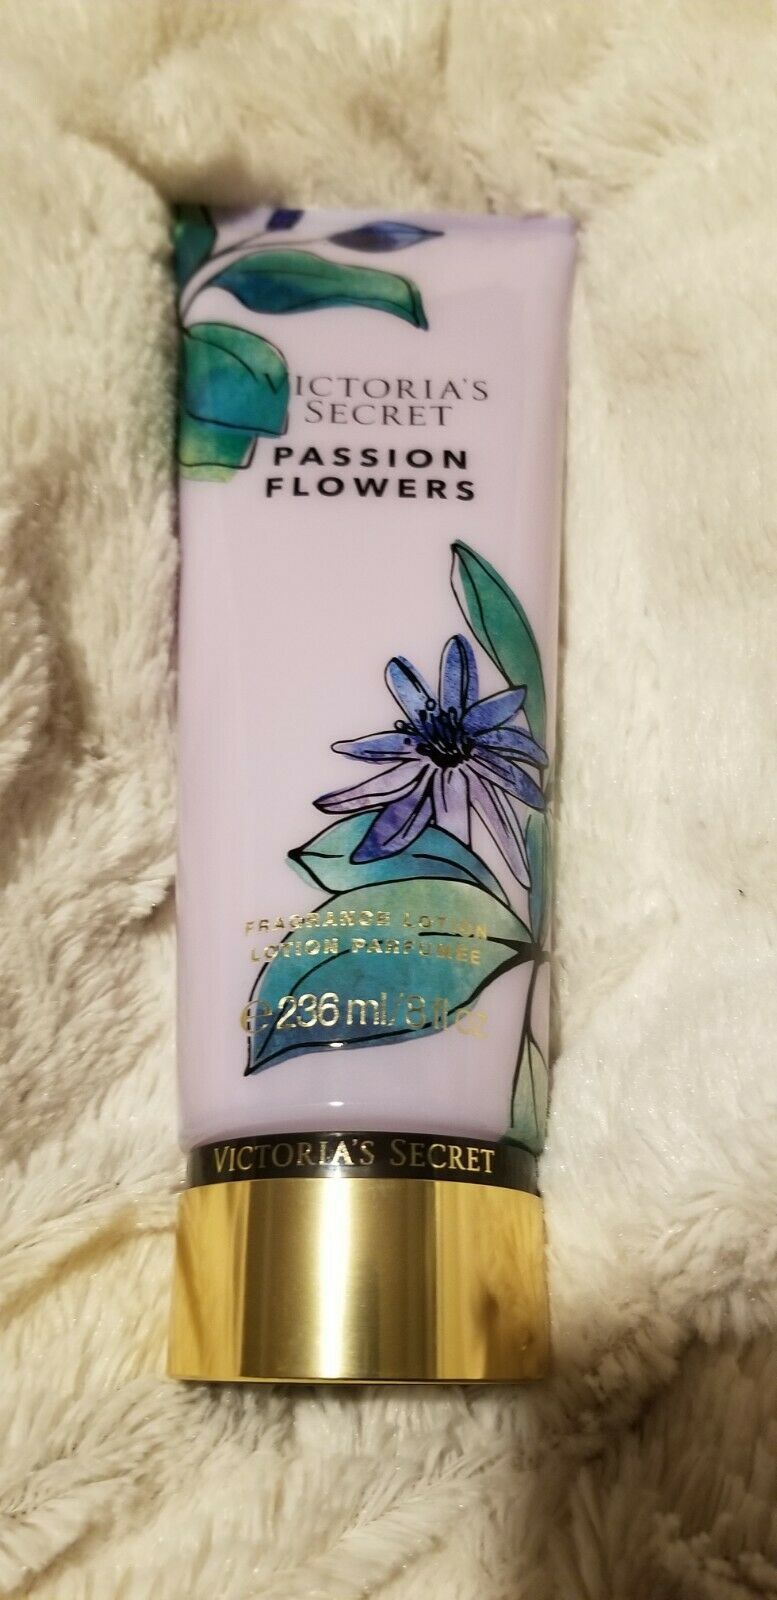 VICTORIA'S
SECRET
PASSION
FLOWERS
FRAGRANCE LOTION
LOTION PARFUMÉE
℮ 236 ml/8 fl oz
VICTORIA'S SECRET